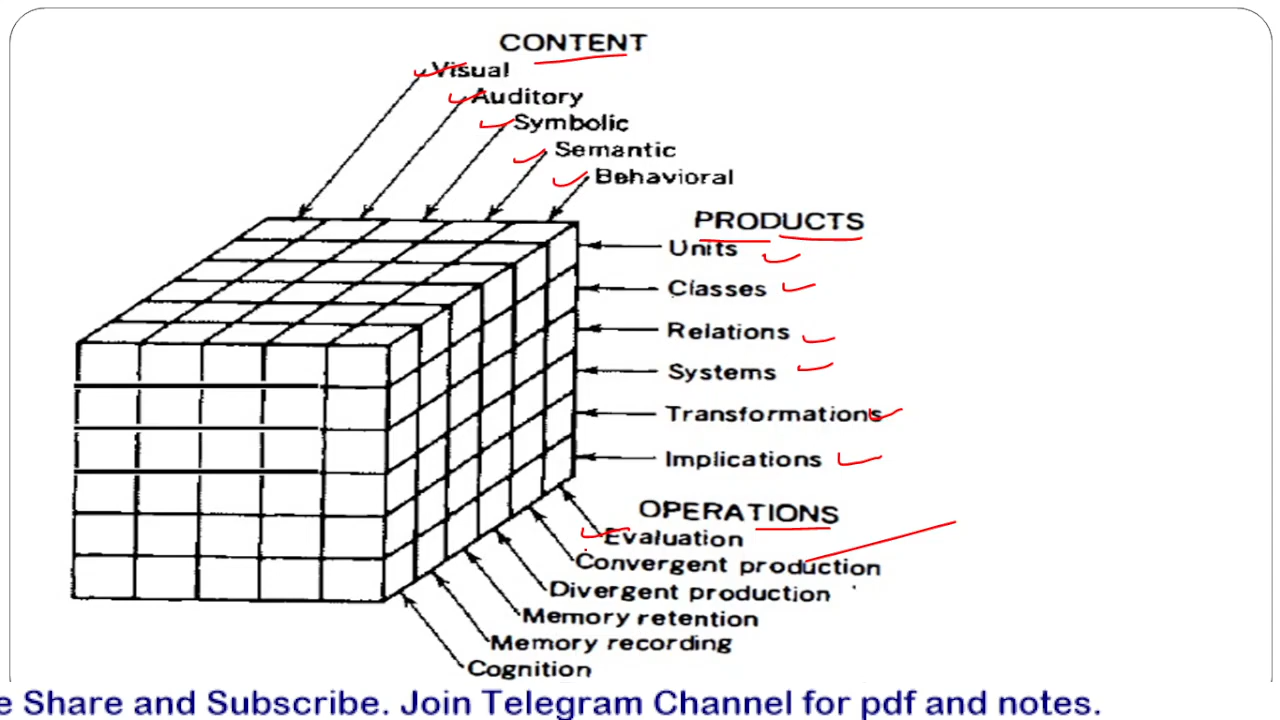 CONTENT
Visual
Auditory
Symbolic
Semantic
Behavioral
PRODUCTS
Units
Classes
Relations
Systems
Transformations
Implications
OPERATIONS
Evaluation
Convergent production
Divergent production
Memory retention
Memory recording
Cognition
e Share and Subscribe. Join Telegram Channel for pdf and notes.